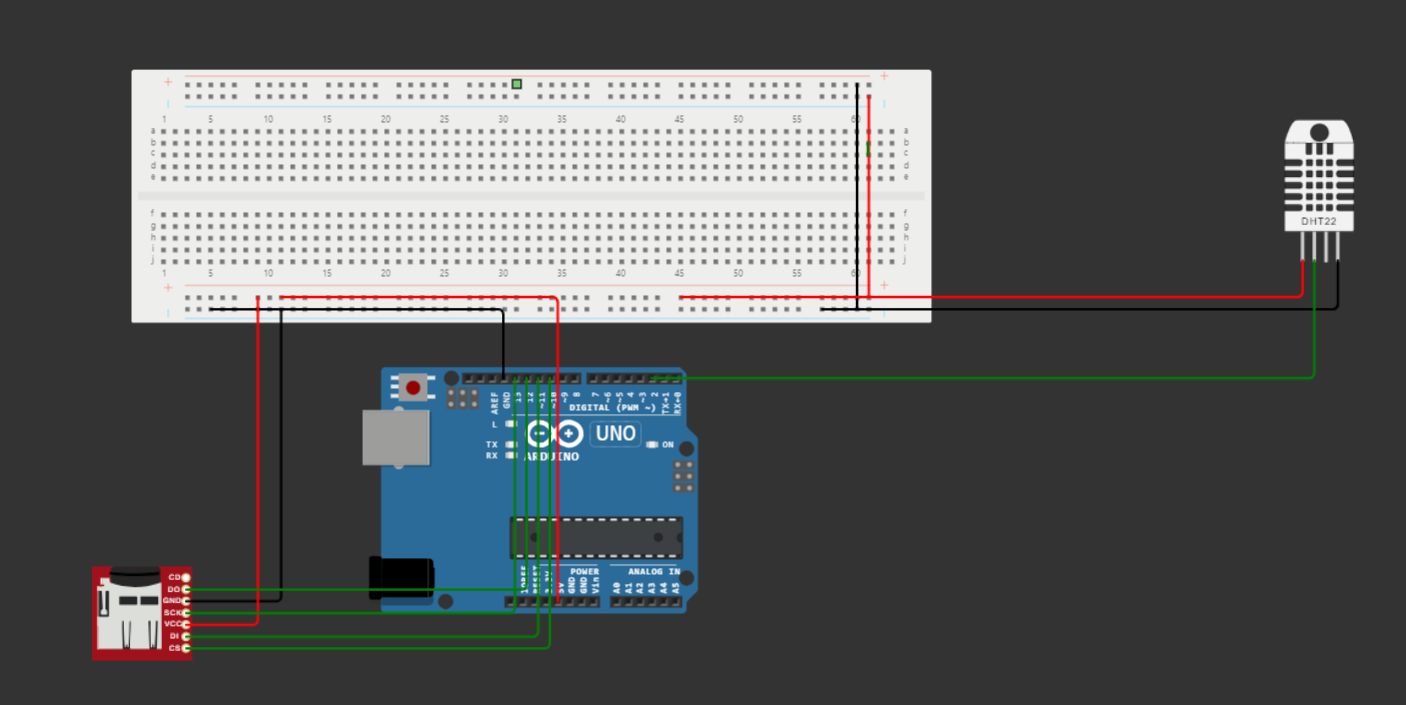 + +
1 5 10 15 20 25 30 35 40 45 50 55 60
a a
b b
c c
d d
e e
f f
g g
h h
i i
j j
1 5 10 15 20 25 30 35 40 45 50 55 60
+ +
DHT22
AREF GND 13 12 ~11 ~10 ~9 8 7 ~6 ~5 4 ~3 2 TX→1 RX←0
DIGITAL (PWM ~)
L
TX
RX
ARDUINO
UNO
ON
POWER
ANALOG IN
IOREF RESET 3.3V 5V GND GND Vin A0 A1 A2 A3 A4 A5
CD
DO
GND
SCK
VCC
DI
CS